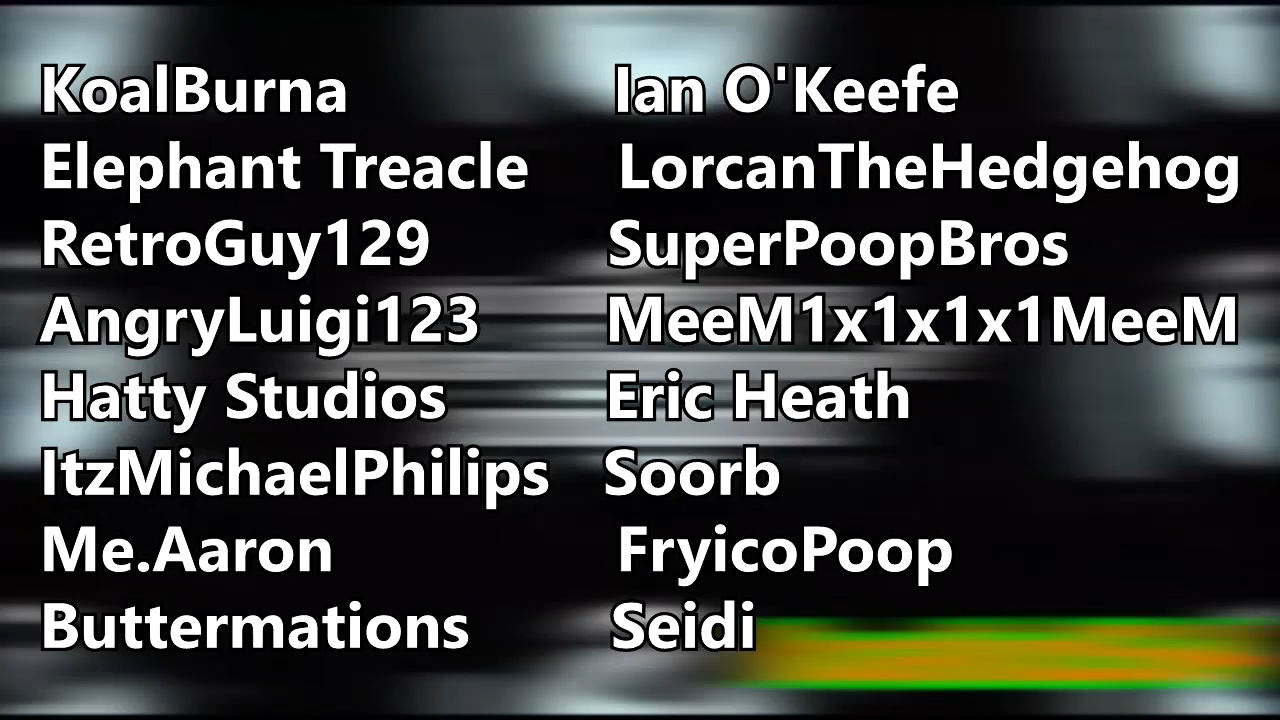 KoalBurna Ian O'Keefe
Elephant Treacle LorcanTheHedgehog
RetroGuy129 SuperPoopBros
AngryLuigi123 MeeM1x1x1x1MeeM
Hatty Studios Eric Heath
ItzMichaelPhilips Soorb
Me.Aaron FryicoPoop
Buttermations Seidi